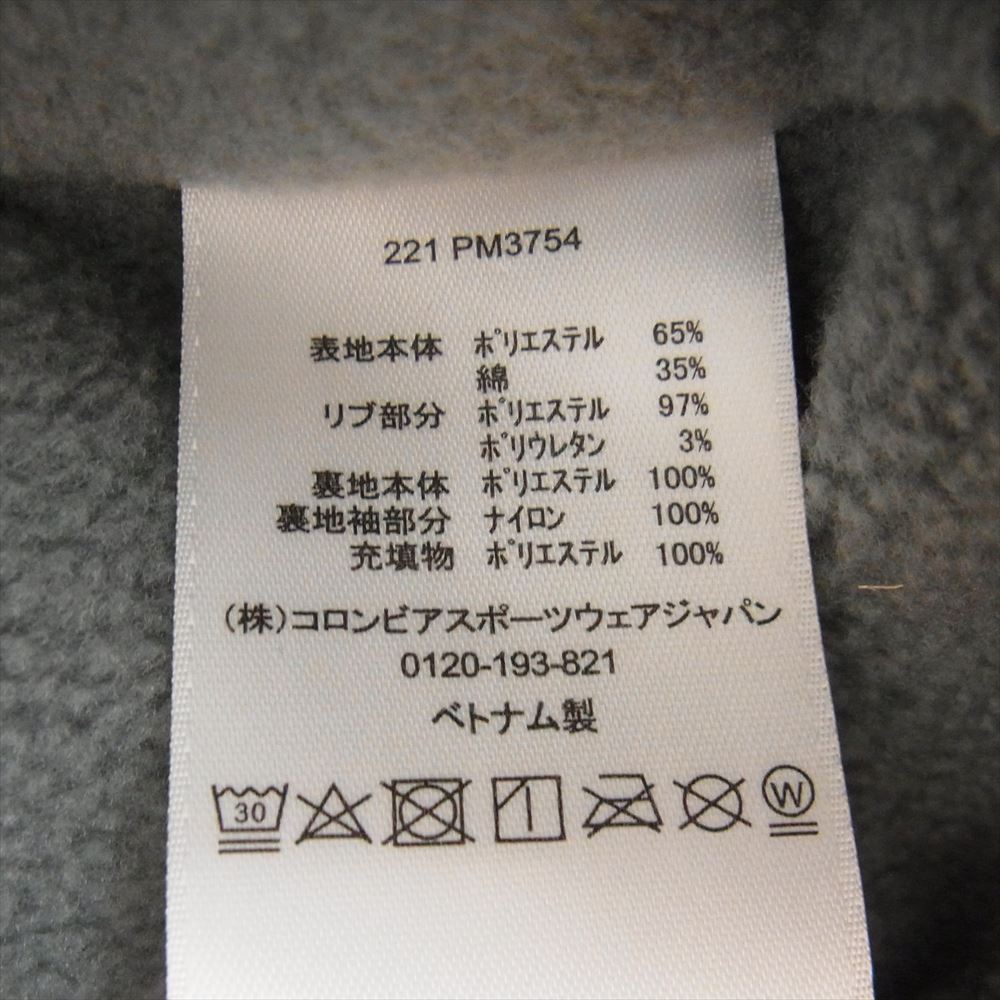 221 PM3754
表地本体 ポリエステル 65%
綿 35%
リブ部分 ポリエステル 97%
ポリウレタン 3%
裏地本体 ポリエステル 100%
裏地袖部分 ナイロン 100%
充填物 ポリエステル 100%
(株)コロンビアスポーツウェアジャパン
0120-193-821
ベトナム製
30 W